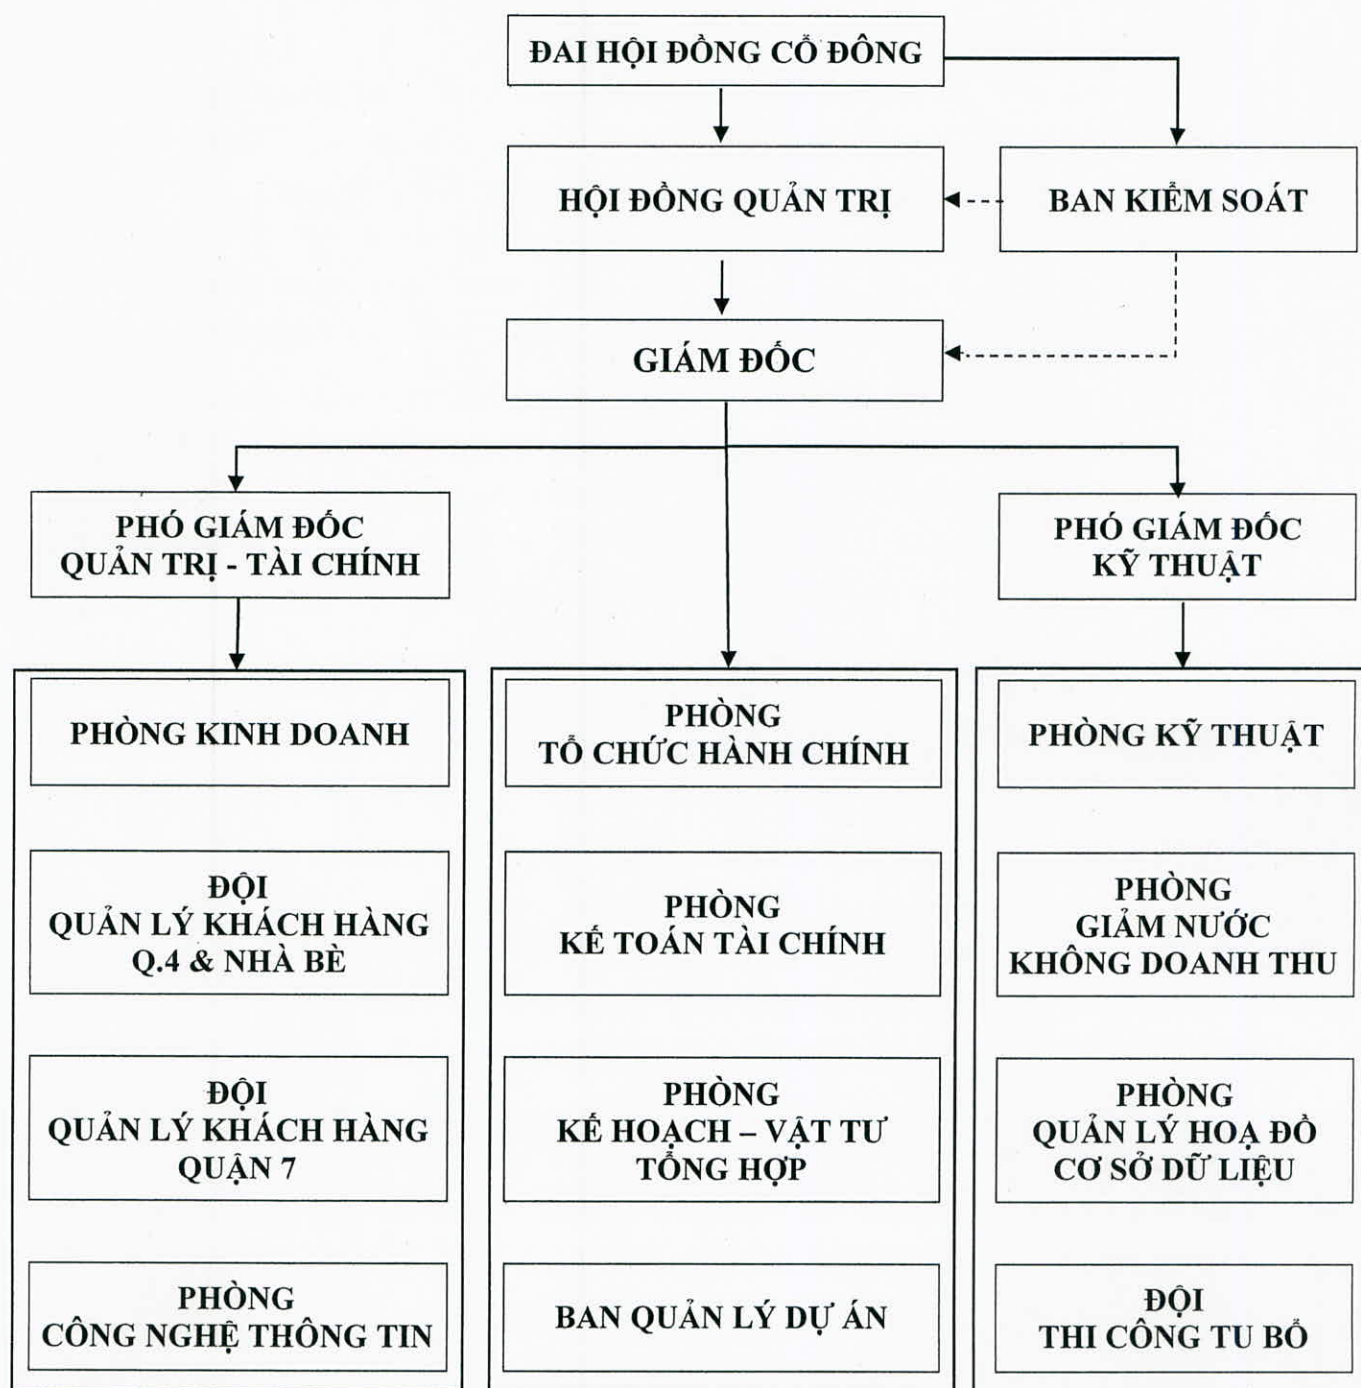 ĐAI HỘI ĐỒNG CỖ ĐÔNG
HỘI ĐỒNG QUẢN TRỊ
BAN KIỂM SOÁT
GIÁM ĐỐC
PHÓ GIÁM ĐỐC
QUẢN TRỊ - TÀI CHÍNH
PHÓ GIÁM ĐỐC
KỸ THUẬT
PHÒNG KINH DOANH
ĐỘI
QUẢN LÝ KHÁCH HÀNG
Q.4 & NHÀ BÈ
ĐỘI
QUẢN LÝ KHÁCH HÀNG
QUẬN 7
PHÒNG
CÔNG NGHỆ THÔNG TIN
PHÒNG
TỔ CHỨC HÀNH CHÍNH
PHÒNG
KẾ TOÁN TÀI CHÍNH
PHÒNG
KẾ HOẠCH – VẬT TƯ
TỔNG HỢP
BAN QUẢN LÝ DỰ ÁN
PHÒNG KỸ THUẬT
PHÒNG
GIẢM NƯỚC
KHÔNG DOANH THU
PHÒNG
QUẢN LÝ HOẠ ĐỒ
CƠ SỞ DỮ LIỆU
ĐỘI
THI CÔNG TU BỔ